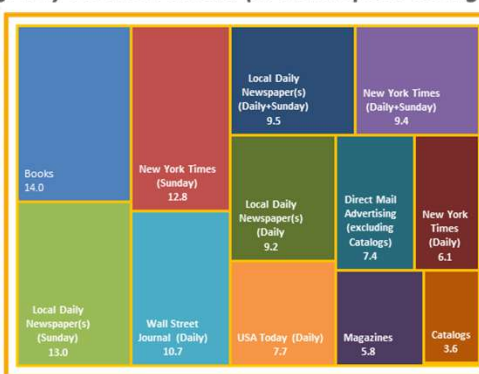 Books
14.0
Local Daily
Newspaper(s)
(Sunday)
13.0
New York Times
(Sunday)
12.8
Wall Street
Journal (Daily)
10.7
Local Daily
Newspaper(s)
(Daily+Sunday)
9.5
New York Times
(Daily+Sunday)
9.4
Local Daily
Newspaper(s)
(Daily
9.2
Direct Mail
Advertising
(excluding
Catalogs)
7.4
New York
Times
(Daily)
6.1
USA Today (Daily)
7.7
Magazines
5.8
Catalogs
3.6